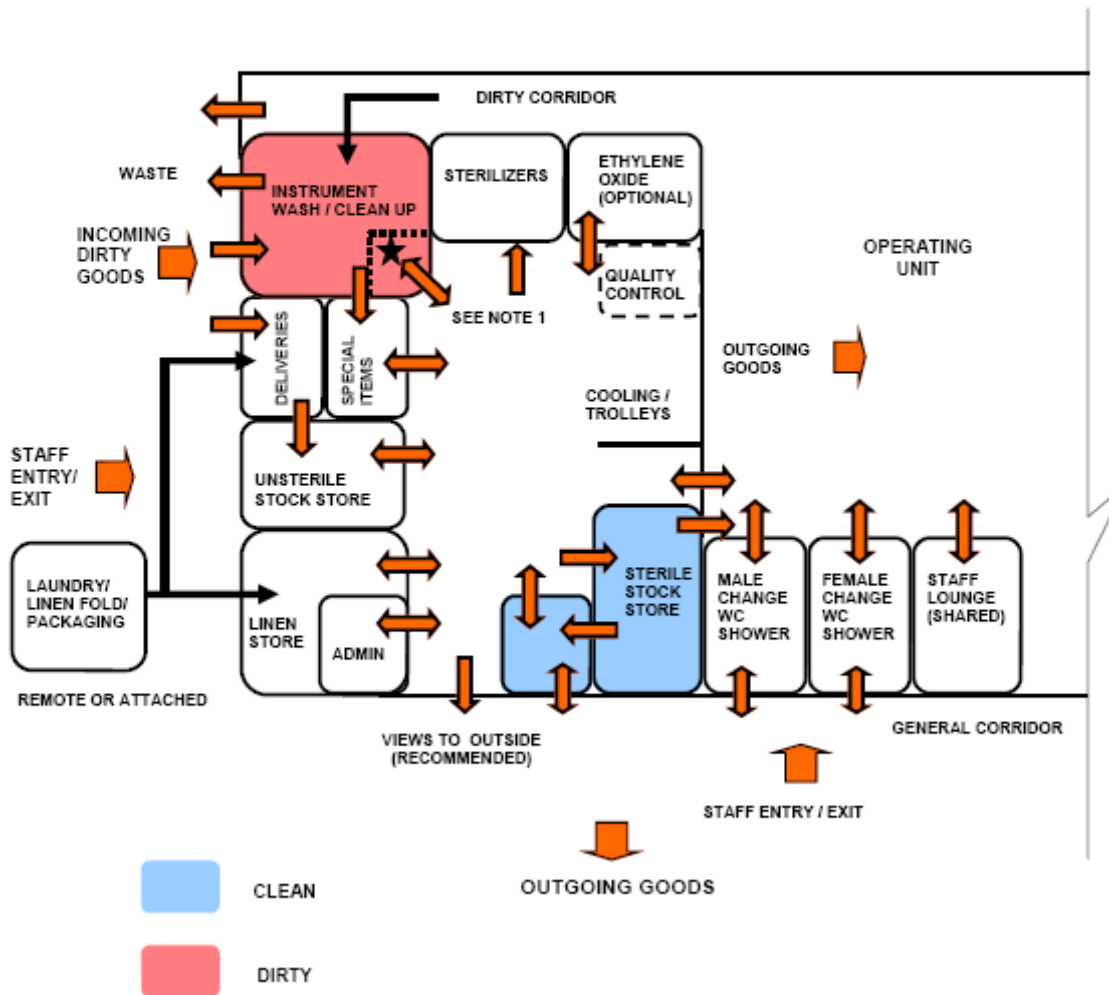 DIRTY CORRIDOR
WASTE
INSTRUMENT
WASH / CLEAN UP
STERILIZERS
ETHYLENE
OXIDE
(OPTIONAL)
INCOMING
DIRTY
GOODS
OPERATING
UNIT
QUALITY
CONTROL
SEE NOTE 1
DELIVERIES
SPECIAL
ITEMS
OUTGOING
GOODS
COOLING /
TROLLEYS
STAFF
ENTRY/
EXIT
UNSTERILE
STOCK STORE
LAUNDRY/
LINEN FOLD/
PACKAGING
LINEN
STORE
ADMIN
STERILE
STOCK
STORE
MALE
CHANGE
WC
SHOWER
FEMALE
CHANGE
WC
SHOWER
STAFF
LOUNGE
(SHARED)
REMOTE OR ATTACHED
VIEWS TO OUTSIDE
(RECOMMENDED)
GENERAL CORRIDOR
STAFF ENTRY / EXIT
OUTGOING GOODS
CLEAN
DIRTY